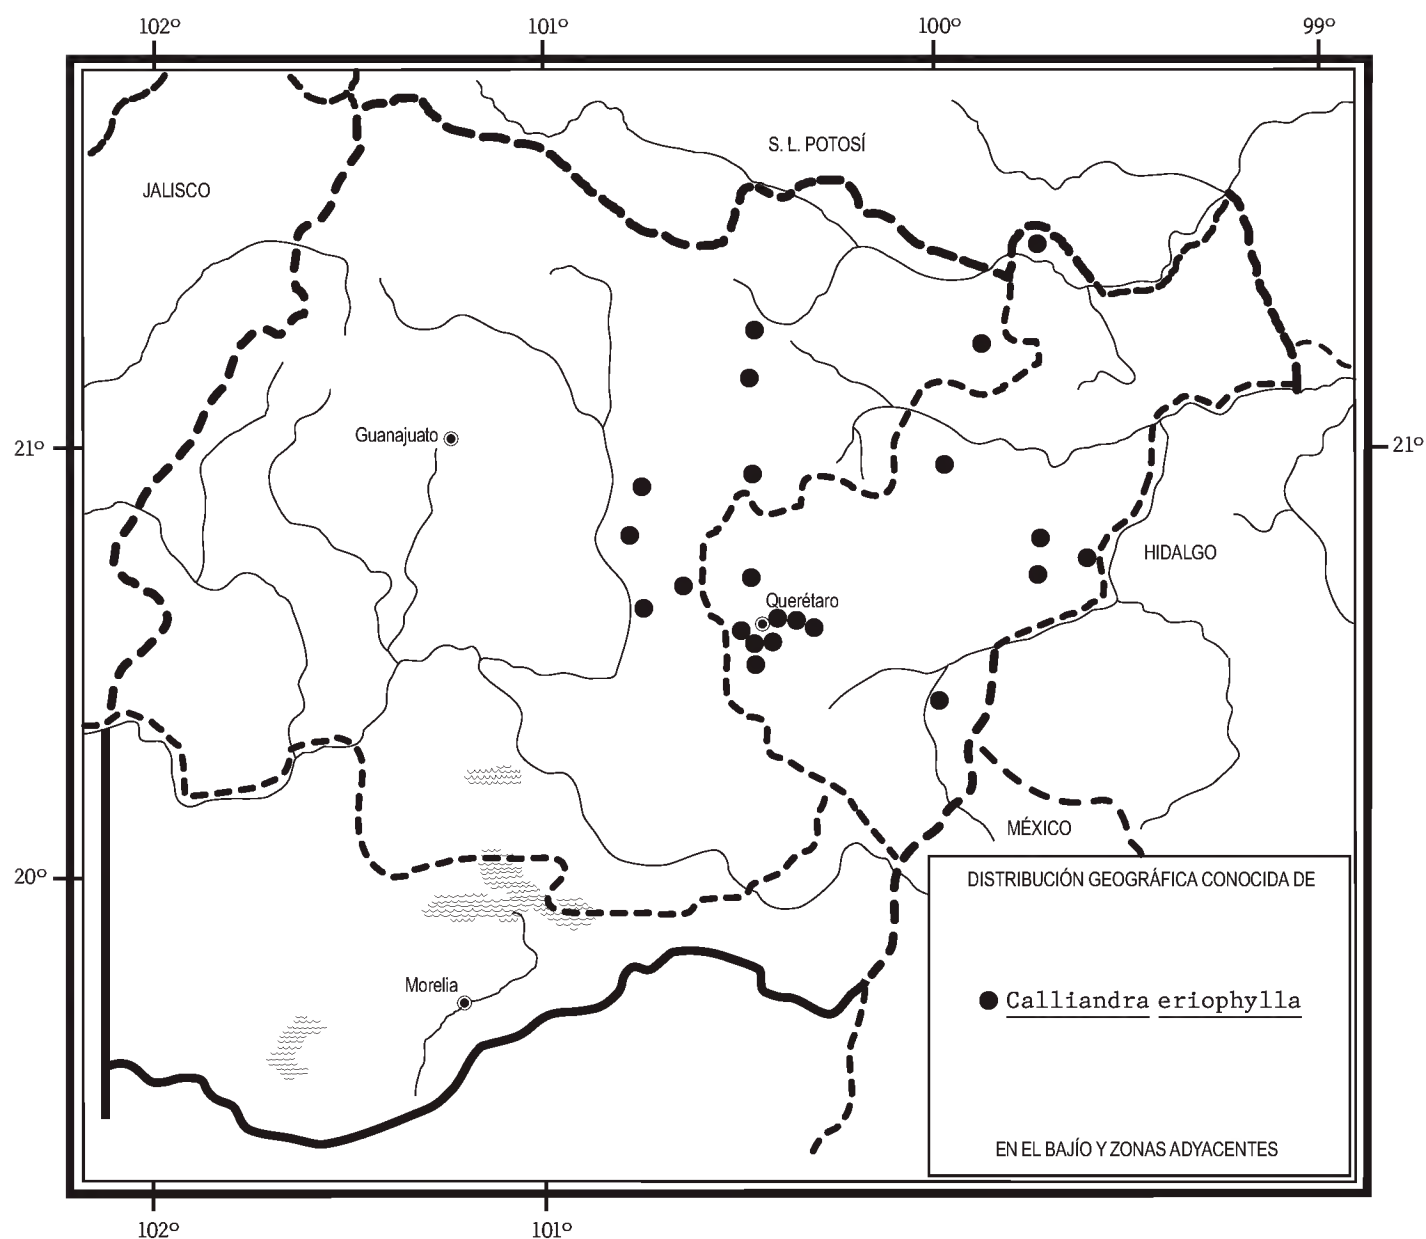 102º
101º
100º
99º
S. L. POTOSÍ
JALISCO
Guanajuato
21º
21º
HIDALGO
Querétaro
MÉXICO
20º
DISTRIBUCIÓN GEOGRÁFICA CONOCIDA DE
Morelia
Calliandra eriophylla
EN EL BAJÍO Y ZONAS ADYACENTES
102º
101º